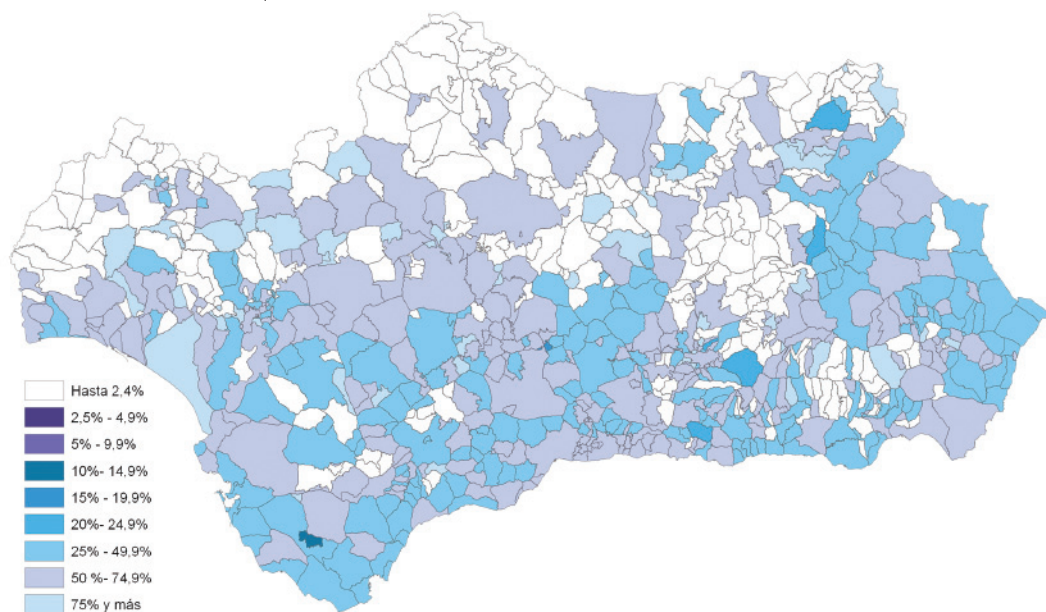 Hasta 2,4%
2,5% - 4,9%
5% - 9,9%
10%- 14,9%
15% - 19,9%
20%- 24,9%
25% - 49,9%
50 %- 74,9%
75% y más